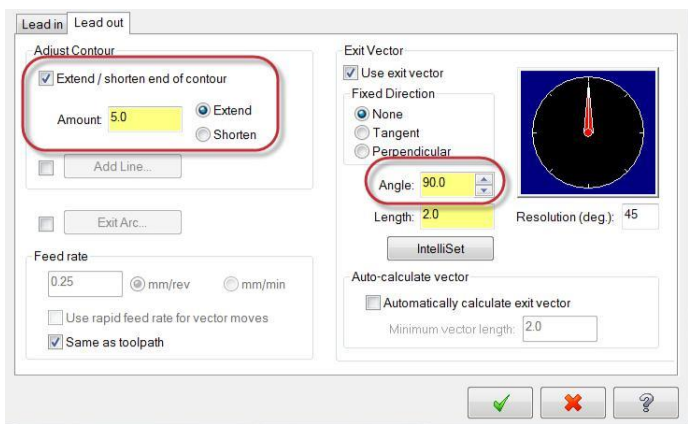 Lead in Lead out
Adjust Contour
Extend / shorten end of contour
Amount: 5.0
Extend
Shorten
Add Line...
Exit Arc...
Feed rate
0.25 mm/rev mm/min
Use rapid feed rate for vector moves
Same as toolpath
Exit Vector
Use exit vector
Fixed Direction
None
Tangent
Perpendicular
Angle: 90.0
Length: 2.0 Resolution (deg.): 45
IntelliSet
Auto-calculate vector
Automatically calculate exit vector
Minimum vector length: 2.0
?